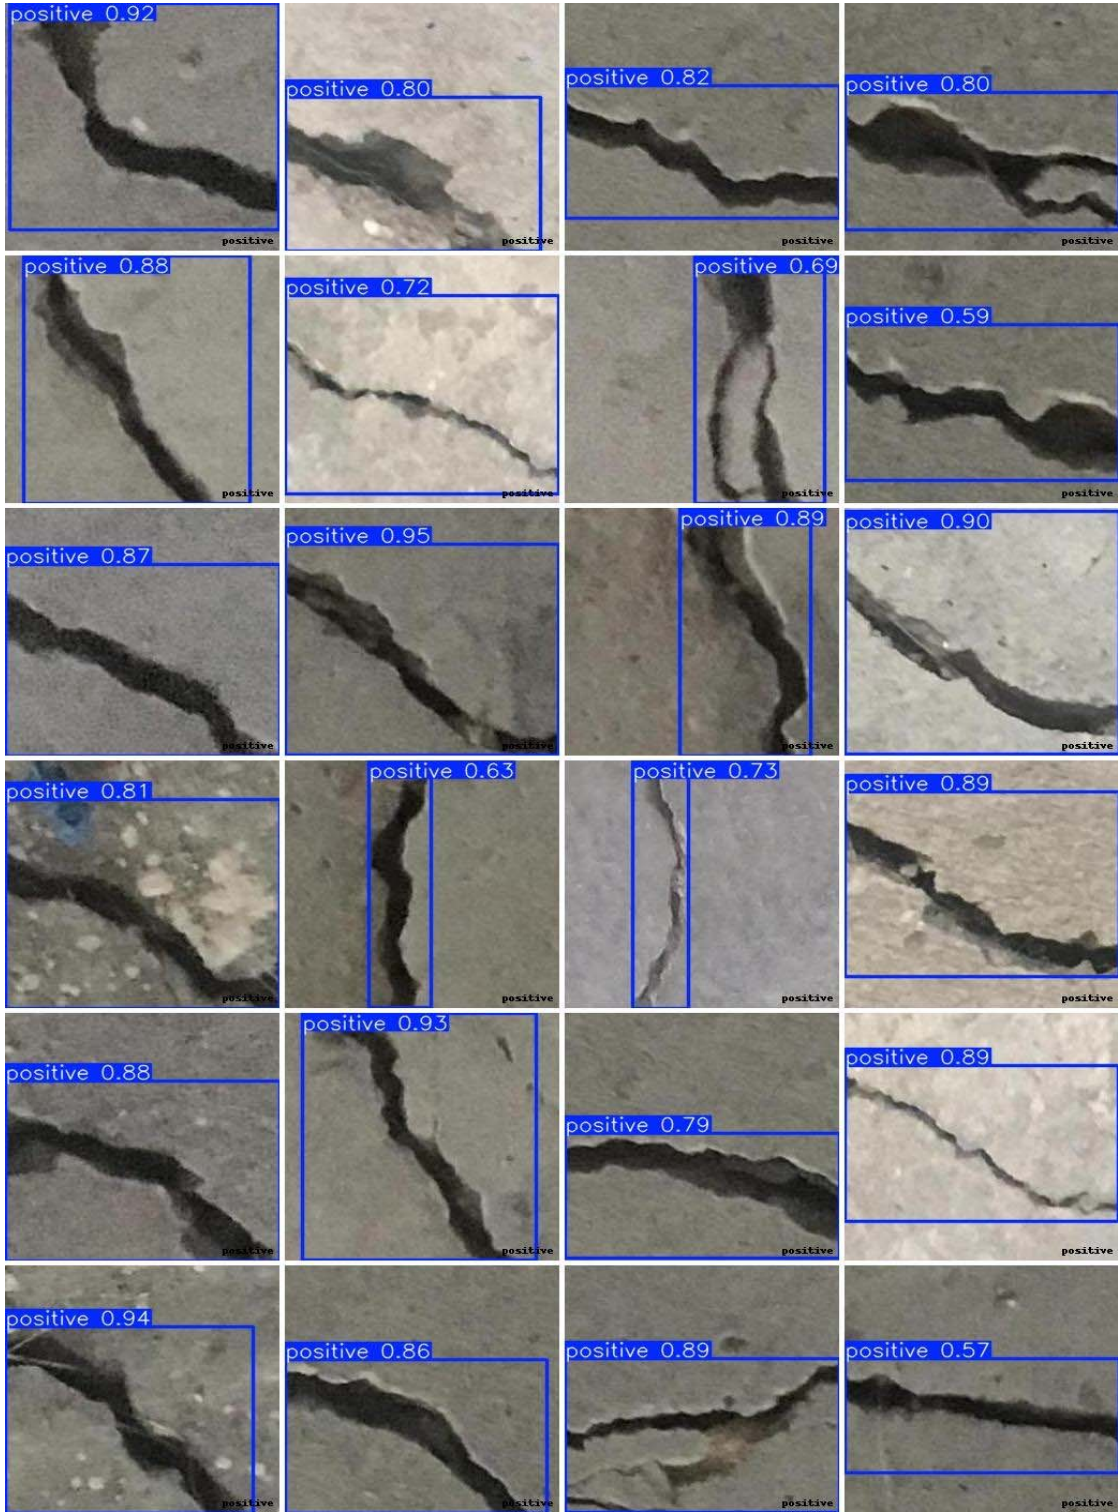 positive 0.92
positive 0.80
positive 0.82
positive 0.80
positive
positive
positive
positive
positive 0.88
positive 0.72
positive 0.69
positive 0.59
positive
positive
positive
positive
positive 0.87
positive 0.95
positive 0.89
positive 0.90
positive
positive
positive
positive
positive 0.81
positive 0.63
positive 0.73
positive 0.89
positive
positive
positive
positive
positive 0.88
positive 0.93
positive 0.79
positive 0.89
positive
positive
positive
positive
positive 0.94
positive 0.86
positive 0.89
positive 0.57
positive
positive
positive
positive